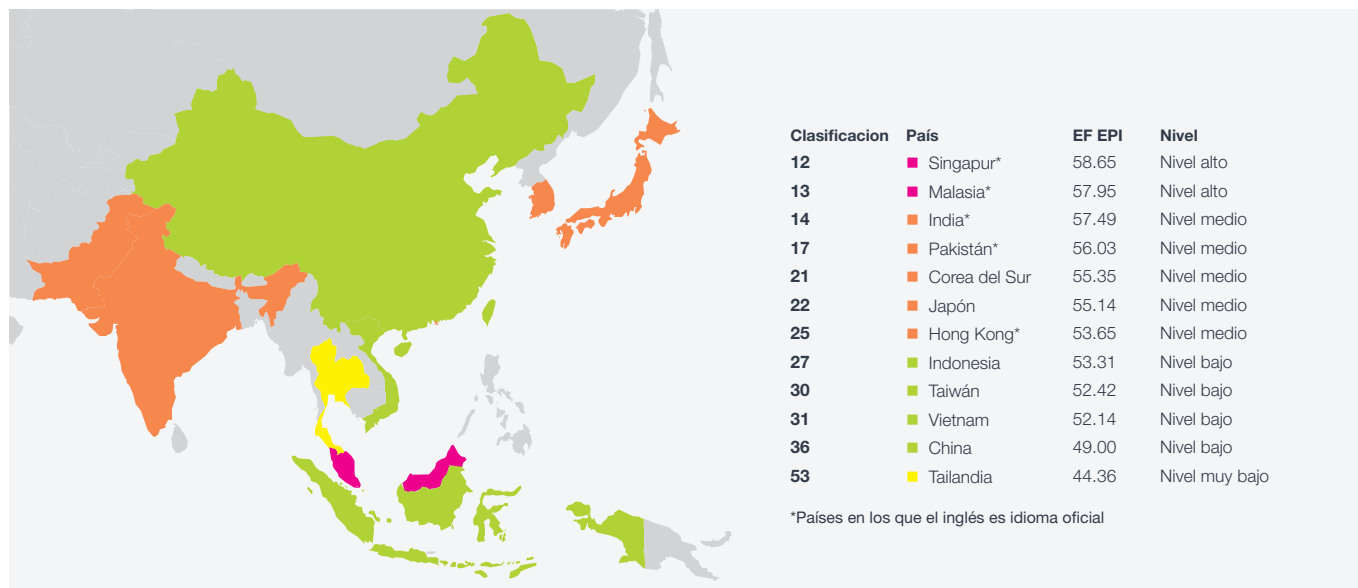 Clasificacion País EF EPI Nivel
12 Singapur* 58.65 Nivel alto
13 Malasia* 57.95 Nivel alto
14 India* 57.49 Nivel medio
17 Pakistán* 56.03 Nivel medio
21 Corea del Sur 55.35 Nivel medio
22 Japón 55.14 Nivel medio
25 Hong Kong* 53.65 Nivel medio
27 Indonesia 53.31 Nivel bajo
30 Taiwán 52.42 Nivel bajo
31 Vietnam 52.14 Nivel bajo
36 China 49.00 Nivel bajo
53 Tailandia 44.36 Nivel muy bajo
*Países en los que el inglés es idioma oficial